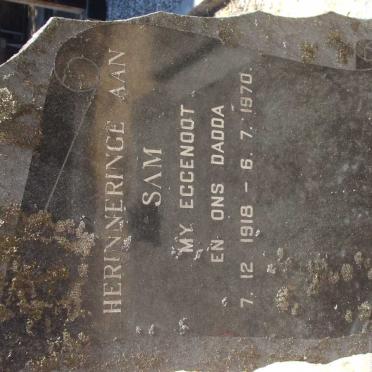 HERINNERINGE AAN
SAM
MY EGGENOOT
EN ONS DADDA
7. 12. 1918 – 6. 7. 1970.